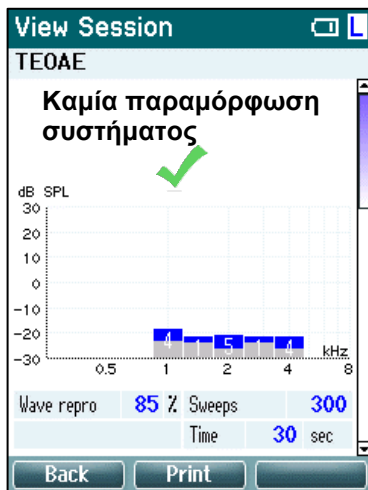 View Session L
TEOAE
Καμία παραμόρφωση
συστήματος
dB SPL
30
20
10
0
-10
-20
-30
4 1 5 1 4
kHz
0.5 1 2 4 8
Wave repro 85 % Sweeps 300
Time 30 sec
Back Print